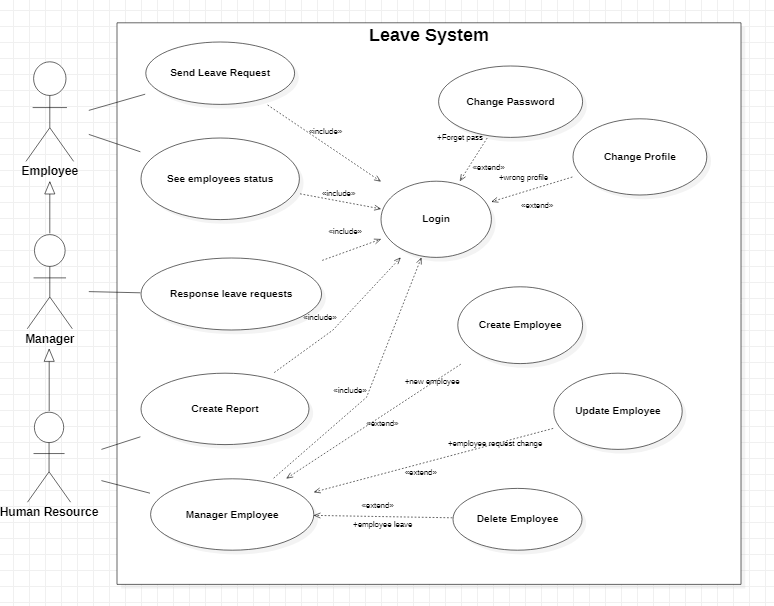 Leave System
Send Leave Request
Change Password
«include»
+Forget pass
Change Profile
Employee
See employees status
«extend»
+wrong profile
«include»
«extend»
Login
«include»
Response leave requests
Manager
«include»
Create Employee
+new employee
«include»
Create Report
Update Employee
«extend»
+employee request change
«extend»
Human Resource
Manager Employee
«extend»
+employee leave
Delete Employee